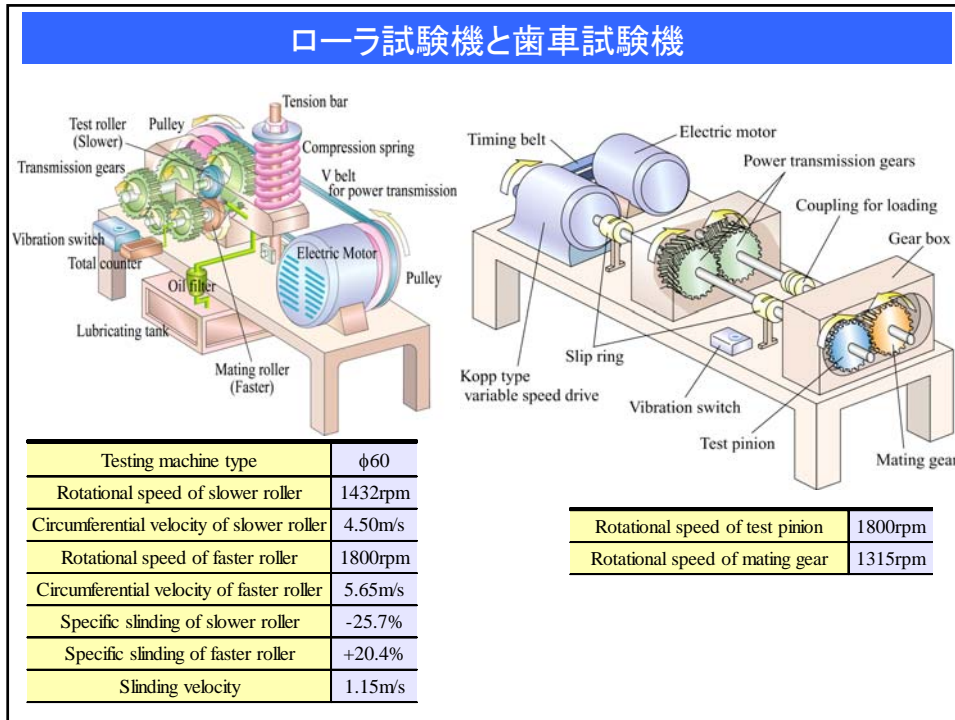 ローラ試験機と歯車試験機
Tension bar
Test roller
(Slower)
Pulley
Compression spring
Transmission gears
V belt
for power transmission
Vibration switch
Total counter
Electric Motor
Oil filter
Pulley
Lubricating tank
Mating roller
(Faster)
Timing belt
Electric motor
Power transmission gears
Coupling for loading
Gear box
Slip ring
Kopp type
variable speed drive
Vibration switch
Test pinion
Mating gear
Testing machine type ϕ60
Rotational speed of slower roller 1432rpm
Circumferential velocity of slower roller 4.50m/s
Rotational speed of faster roller 1800rpm
Circumferential velocity of faster roller 5.65m/s
Specific slinding of slower roller -25.7%
Specific slinding of faster roller +20.4%
Slinding velocity 1.15m/s
Rotational speed of test pinion 1800rpm
Rotational speed of mating gear 1315rpm